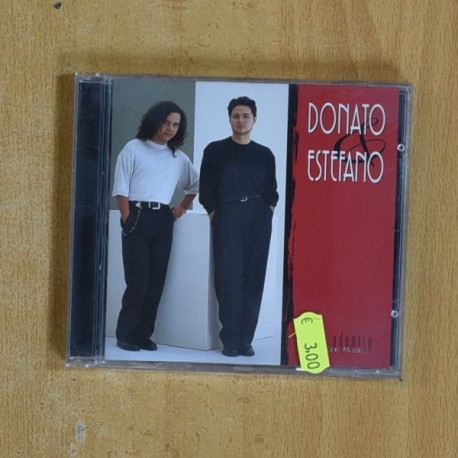 DONATO
&
ESTEFANO
€ 3,00